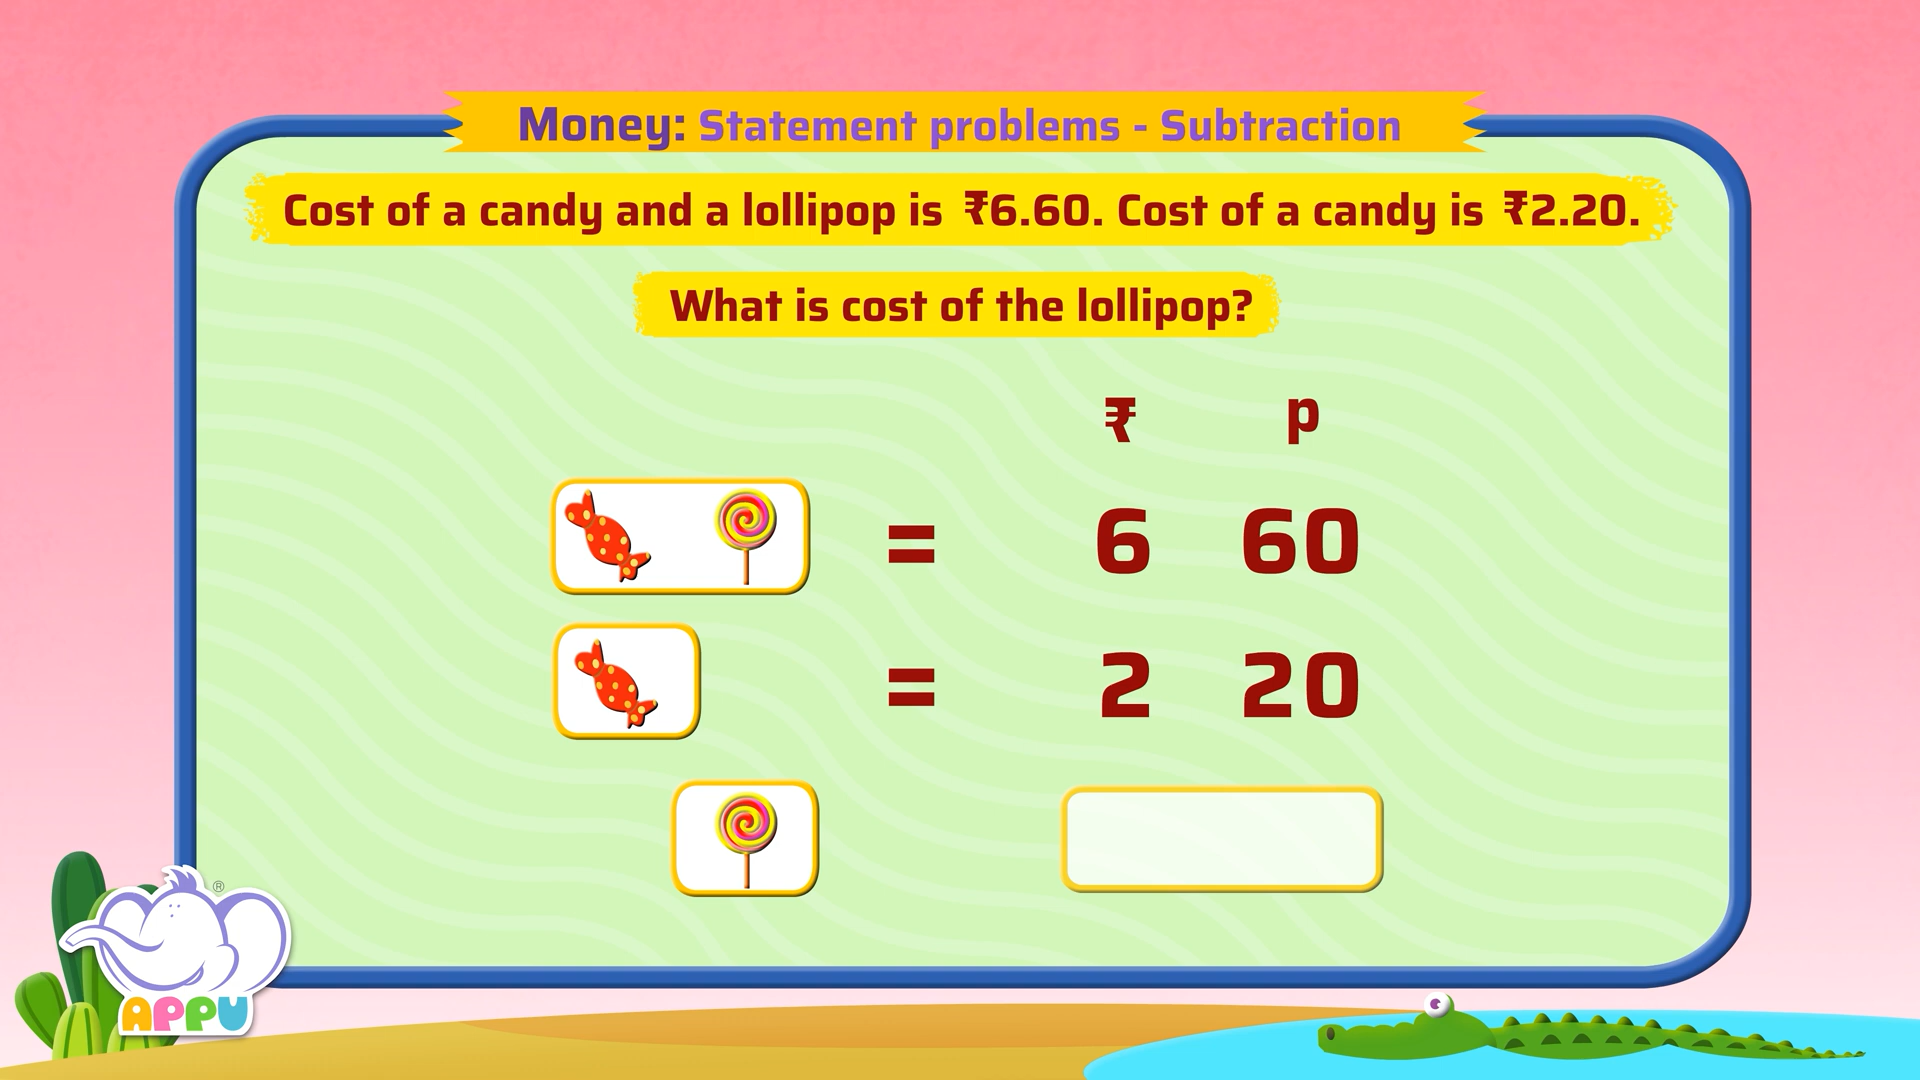 Money: Statement problems - Subtraction
Cost of a candy and a lollipop is ₹6.60. Cost of a candy is ₹2.20.
What is cost of the lollipop?
₹ p
= 6 60
= 2 20
®
APPU